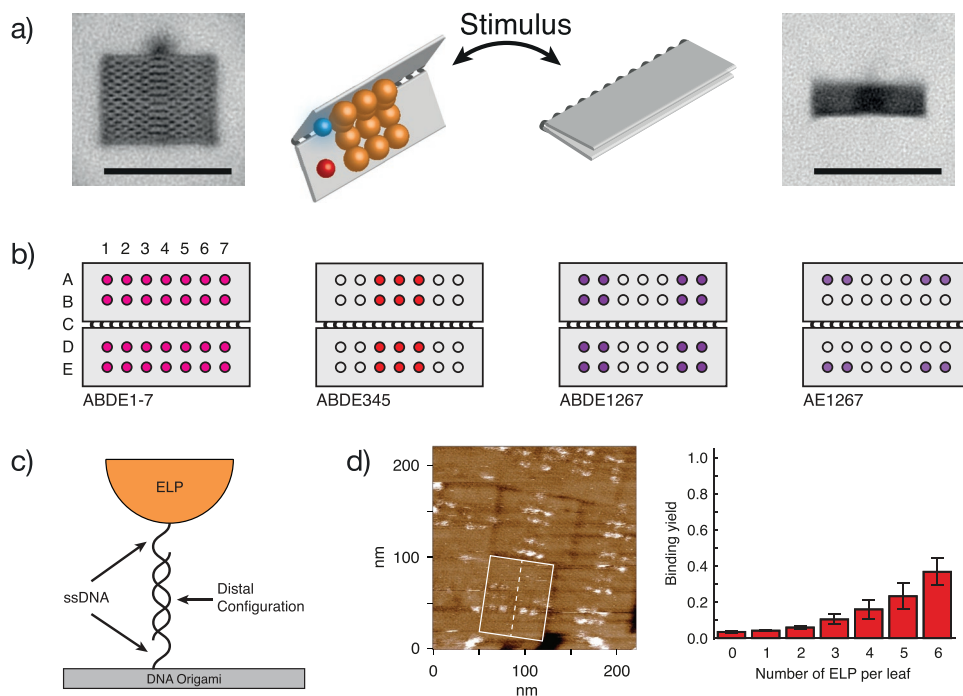 a)
Stimulus
b)
1 2 3 4 5 6 7
A
B
C
D
E
ABDE1-7
ABDE345
ABDE1267
AE1267
c)
ELP
ssDNA
Distal
Configuration
DNA Origami
d)
200
100
0
nm
0 100 200
nm
1.0
0.8
0.6
0.4
0.2
0.0
Binding yield
0 1 2 3 4 5 6
Number of ELP per leaf